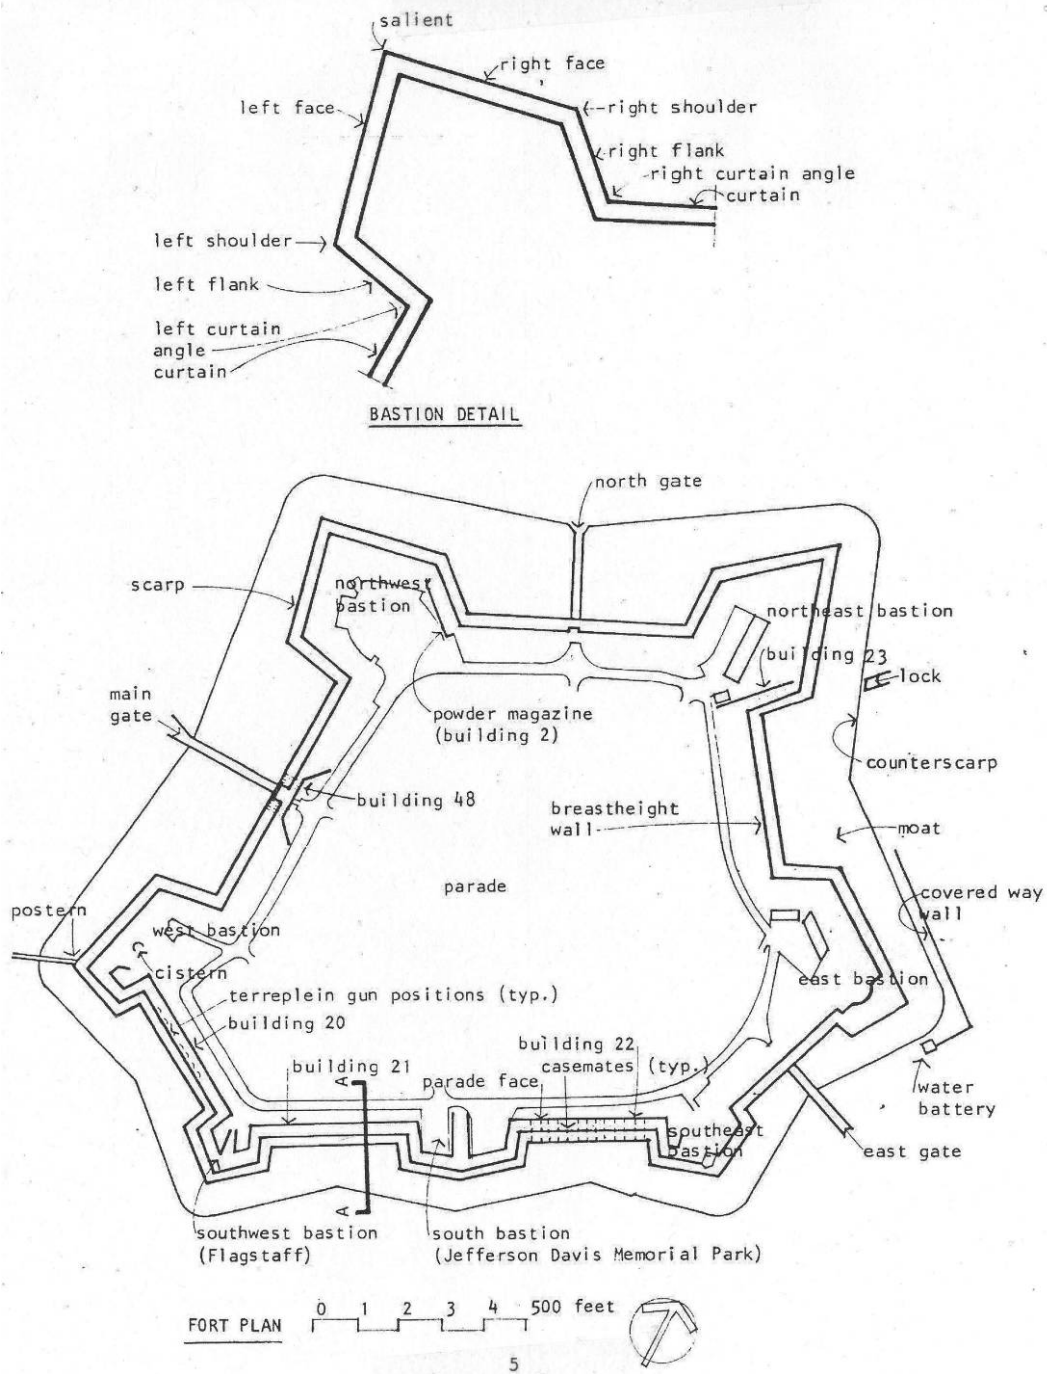 salient
right face
left face
right shoulder
right flank
right curtain angle
curtain
left shoulder
left flank
left curtain
angle
curtain
BASTION DETAIL
north gate
scarp
northwest
bastion
northeast bastion
building 23
lock
main
gate
powder magazine
(building 2)
counterscarp
building 48
breastheight
wall
moat
parade
covered way
wall
postern
west bastion
cistern
east bastion
terreplein gun positions (typ.)
building 20
building 22
casemates (typ.)
building 21
parade face
A
water
battery
southeast
bastion
east gate
A
southwest bastion
(Flagstaff)
south bastion
(Jefferson Davis Memorial Park)
FORT PLAN
0 1 2 3 4 500 feet
5